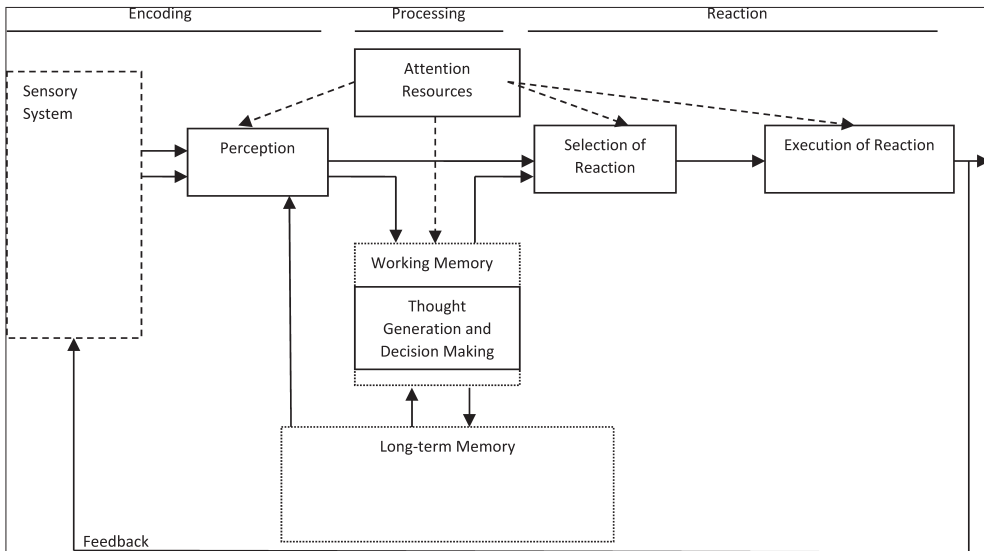 Encoding
Processing
Reaction
Sensory
System
Attention
Resources
Perception
Selection of
Reaction
Execution of Reaction
Working Memory
Thought
Generation and
Decision Making
Long-term Memory
Feedback